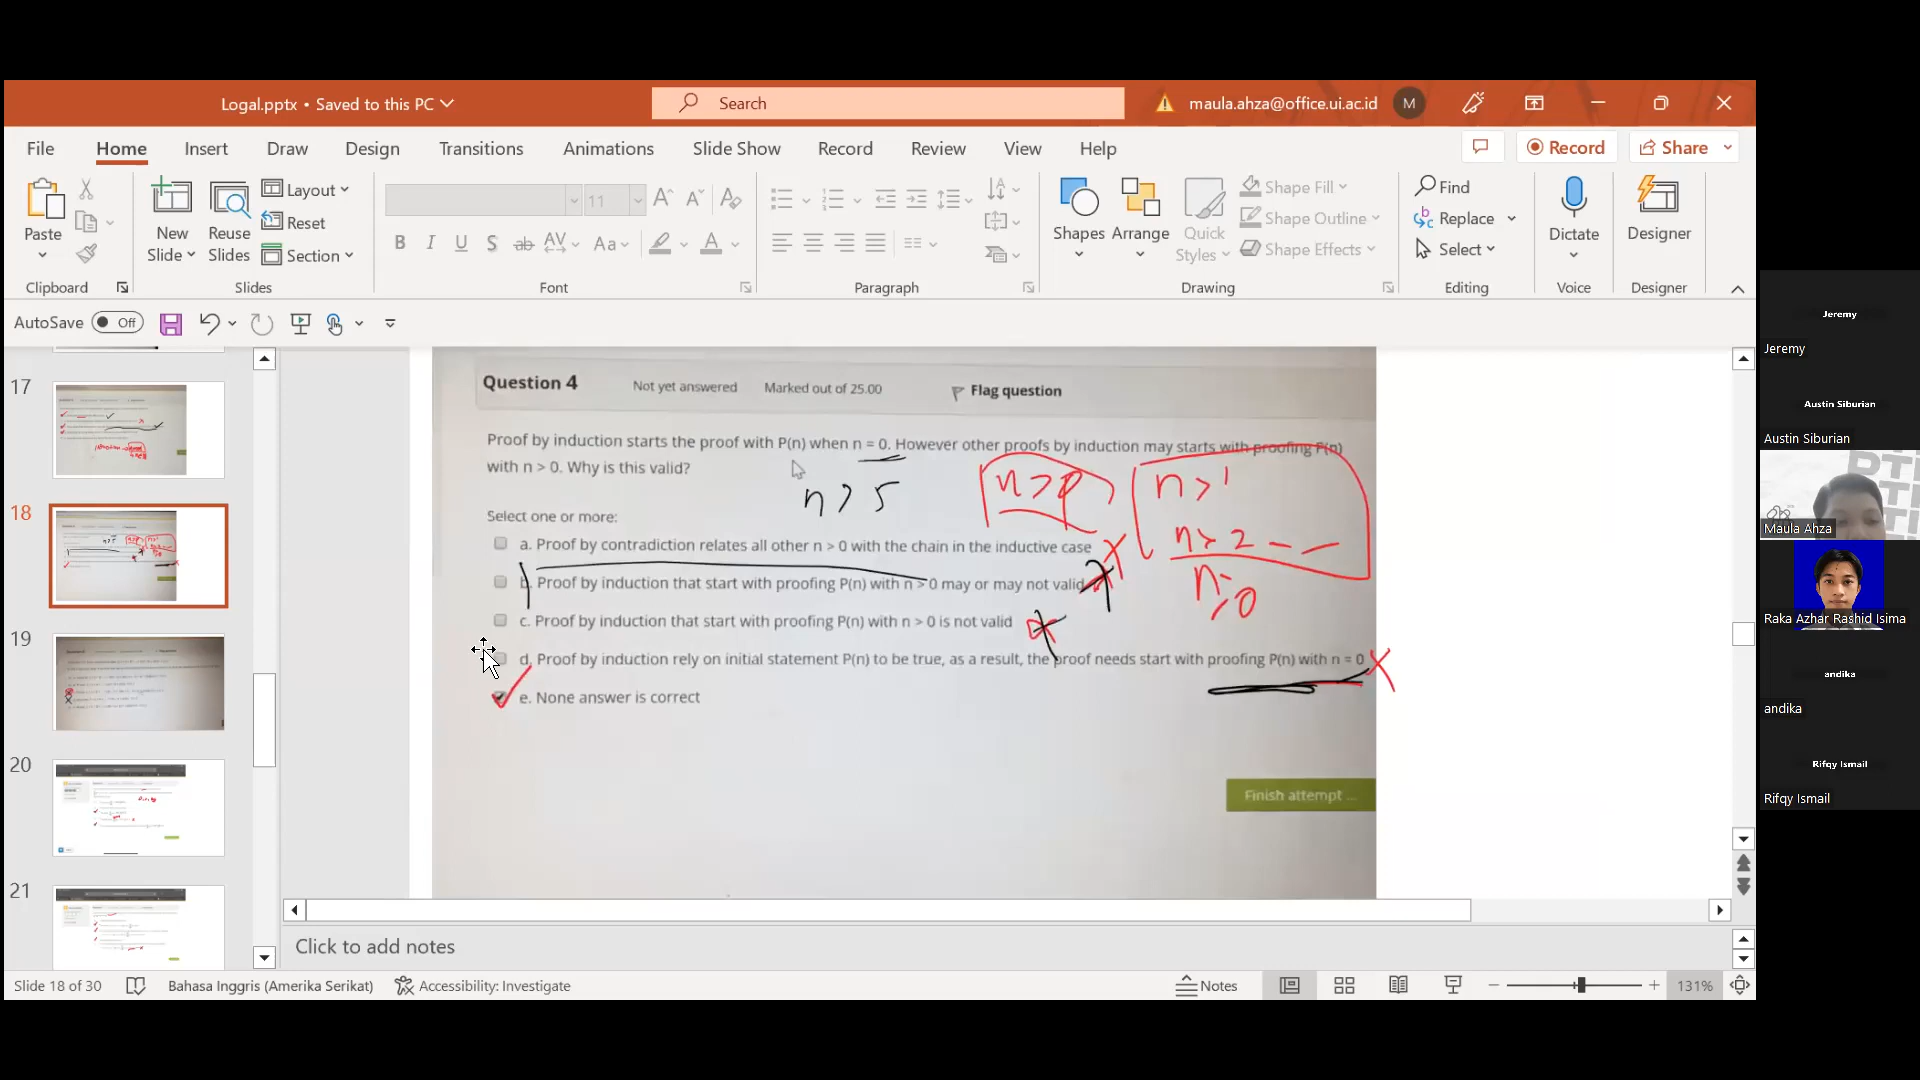 Logal.pptx • Saved to this PC
Search
maula.ahza@office.ui.ac.id
M
File
Home
Insert
Draw
Design
Transitions
Animations
Slide Show
Record
Review
View
Help
Record
Share
Paste
New Slide
Reuse Slides
Layout
Reset
Section
11
Shapes
Arrange
Quick Styles
Shape Fill
Shape Outline
Shape Effects
Find
Replace
Select
Dictate
Designer
Clipboard
Slides
Font
Paragraph
Drawing
Editing
Voice
Designer
AutoSave Off
17
18
19
20
21
Question 4
Not yet answered
Marked out of 25.00
Flag question
Proof by induction starts the proof with P(n) when n = 0. However other proofs by induction may starts with proofing P(n)
with n > 0. Why is this valid?
n > 5
n > p
n > 1
n > 2
Select one or more:
a. Proof by contradiction relates all other n > 0 with the chain in the inductive case
b. Proof by induction that start with proofing P(n) with n > 0 may or may not valid
c. Proof by induction that start with proofing P(n) with n > 0 is not valid
d. Proof by induction rely on initial statement P(n) to be true, as a result, the proof needs start with proofing P(n) with n = 0
e. None answer is correct
Finish attempt ...
Click to add notes
Slide 18 of 30
Bahasa Inggris (Amerika Serikat)
Accessibility: Investigate
Notes
131%
Jeremy
Jeremy
Austin Siburian
Austin Siburian
Maula Ahza
Raka Azhar Rashid Isima
andika
andika
Rifqy Ismail
Rifqy Ismail